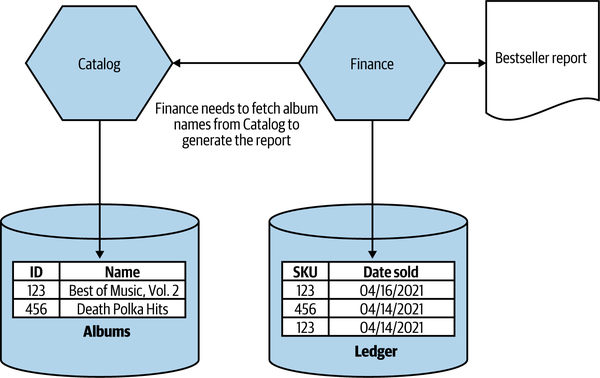 Catalog
Finance
Bestseller report
Finance needs to fetch album
names from Catalog to
generate the report
ID Name
123 Best of Music, Vol. 2
456 Death Polka Hits
Albums
SKU Date sold
123 04/16/2021
456 04/14/2021
123 04/14/2021
Ledger